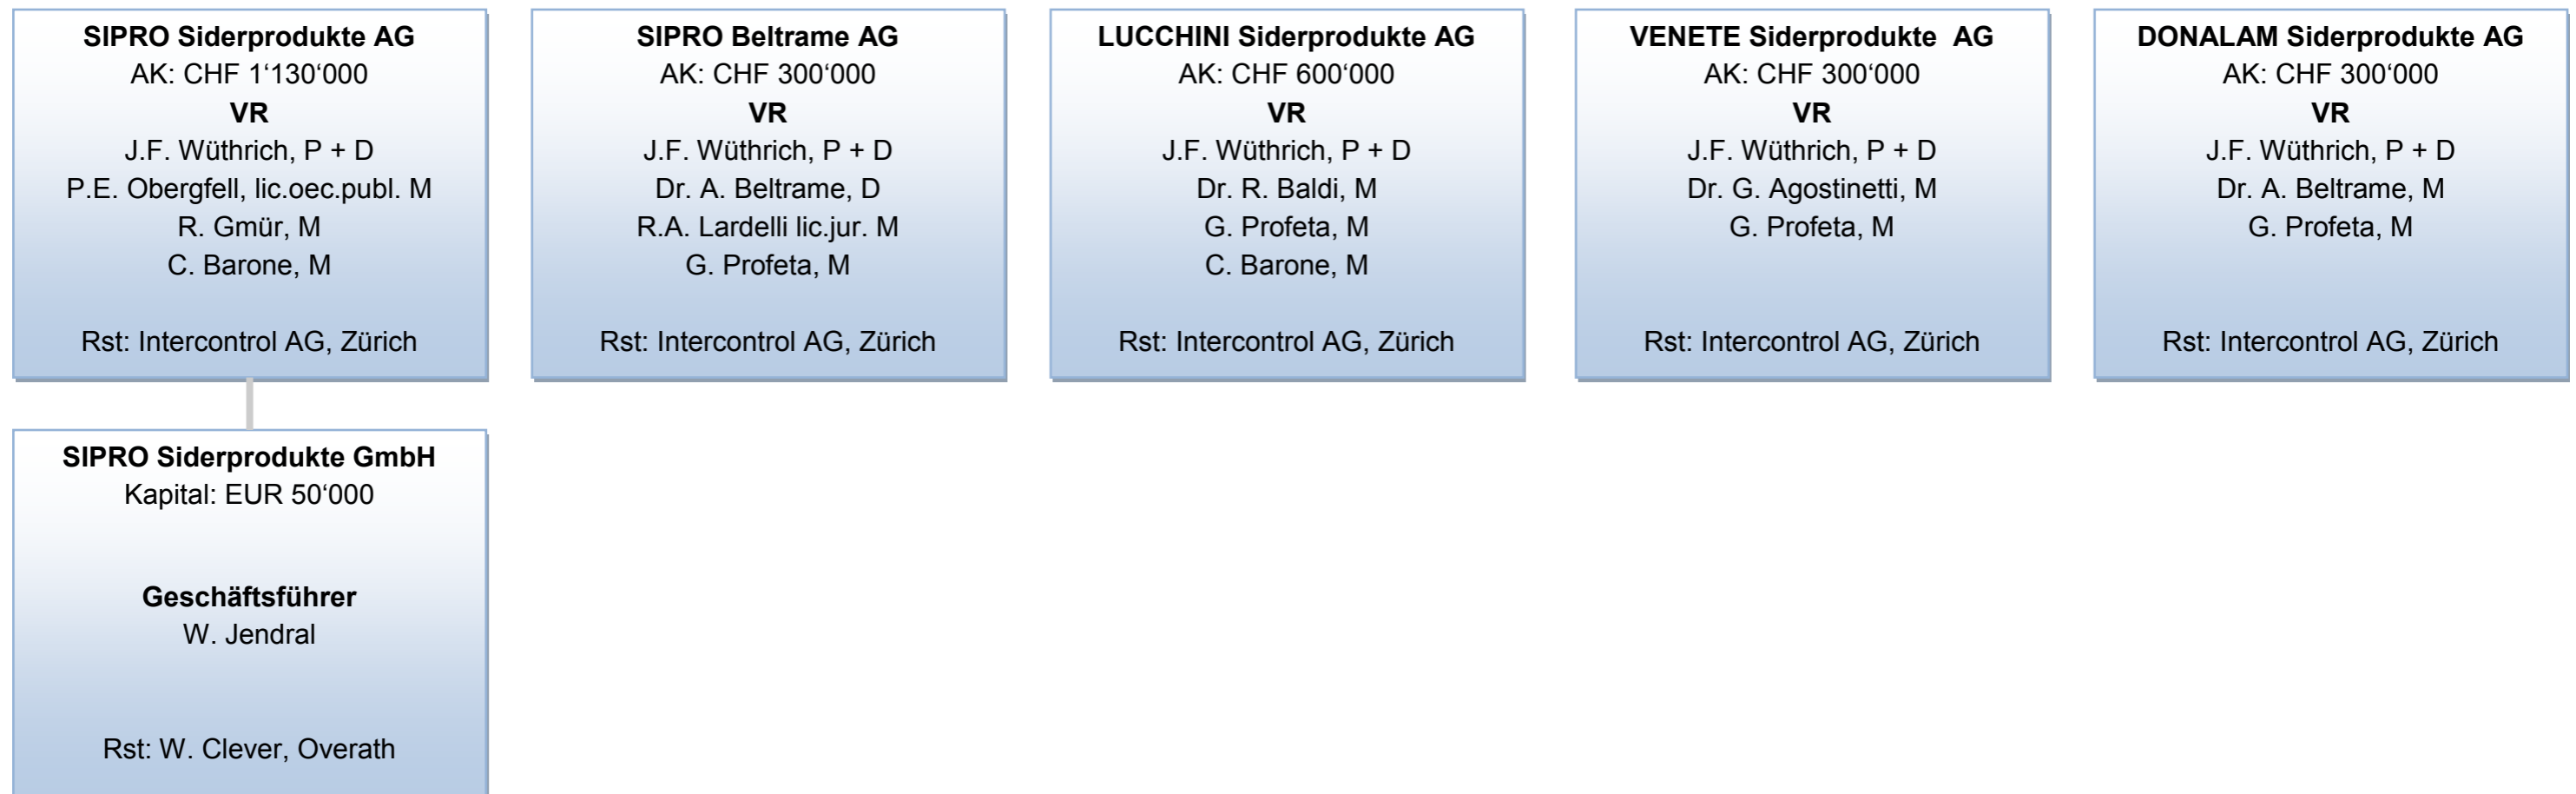 SIPRO Siderprodukte AG
AK: CHF 1‘130‘000
VR
J.F. Wüthrich, P + D
P.E. Obergfell, lic.oec.publ. M
R. Gmür, M
C. Barone, M
Rst: Intercontrol AG, Zürich
SIPRO Beltrame AG
AK: CHF 300‘000
VR
J.F. Wüthrich, P + D
Dr. A. Beltrame, D
R.A. Lardelli lic.jur. M
G. Profeta, M
Rst: Intercontrol AG, Zürich
LUCCHINI Siderprodukte AG
AK: CHF 600‘000
VR
J.F. Wüthrich, P + D
Dr. R. Baldi, M
G. Profeta, M
C. Barone, M
Rst: Intercontrol AG, Zürich
VENETE Siderprodukte  AG
AK: CHF 300‘000
VR
J.F. Wüthrich, P + D
Dr. G. Agostinetti, M
G. Profeta, M
Rst: Intercontrol AG, Zürich
DONALAM Siderprodukte AG
AK: CHF 300‘000
VR
J.F. Wüthrich, P + D
Dr. A. Beltrame, M
G. Profeta, M
Rst: Intercontrol AG, Zürich
SIPRO Siderprodukte GmbH
Kapital: EUR 50‘000
Geschäftsführer
W. Jendral
Rst: W. Clever, Overath